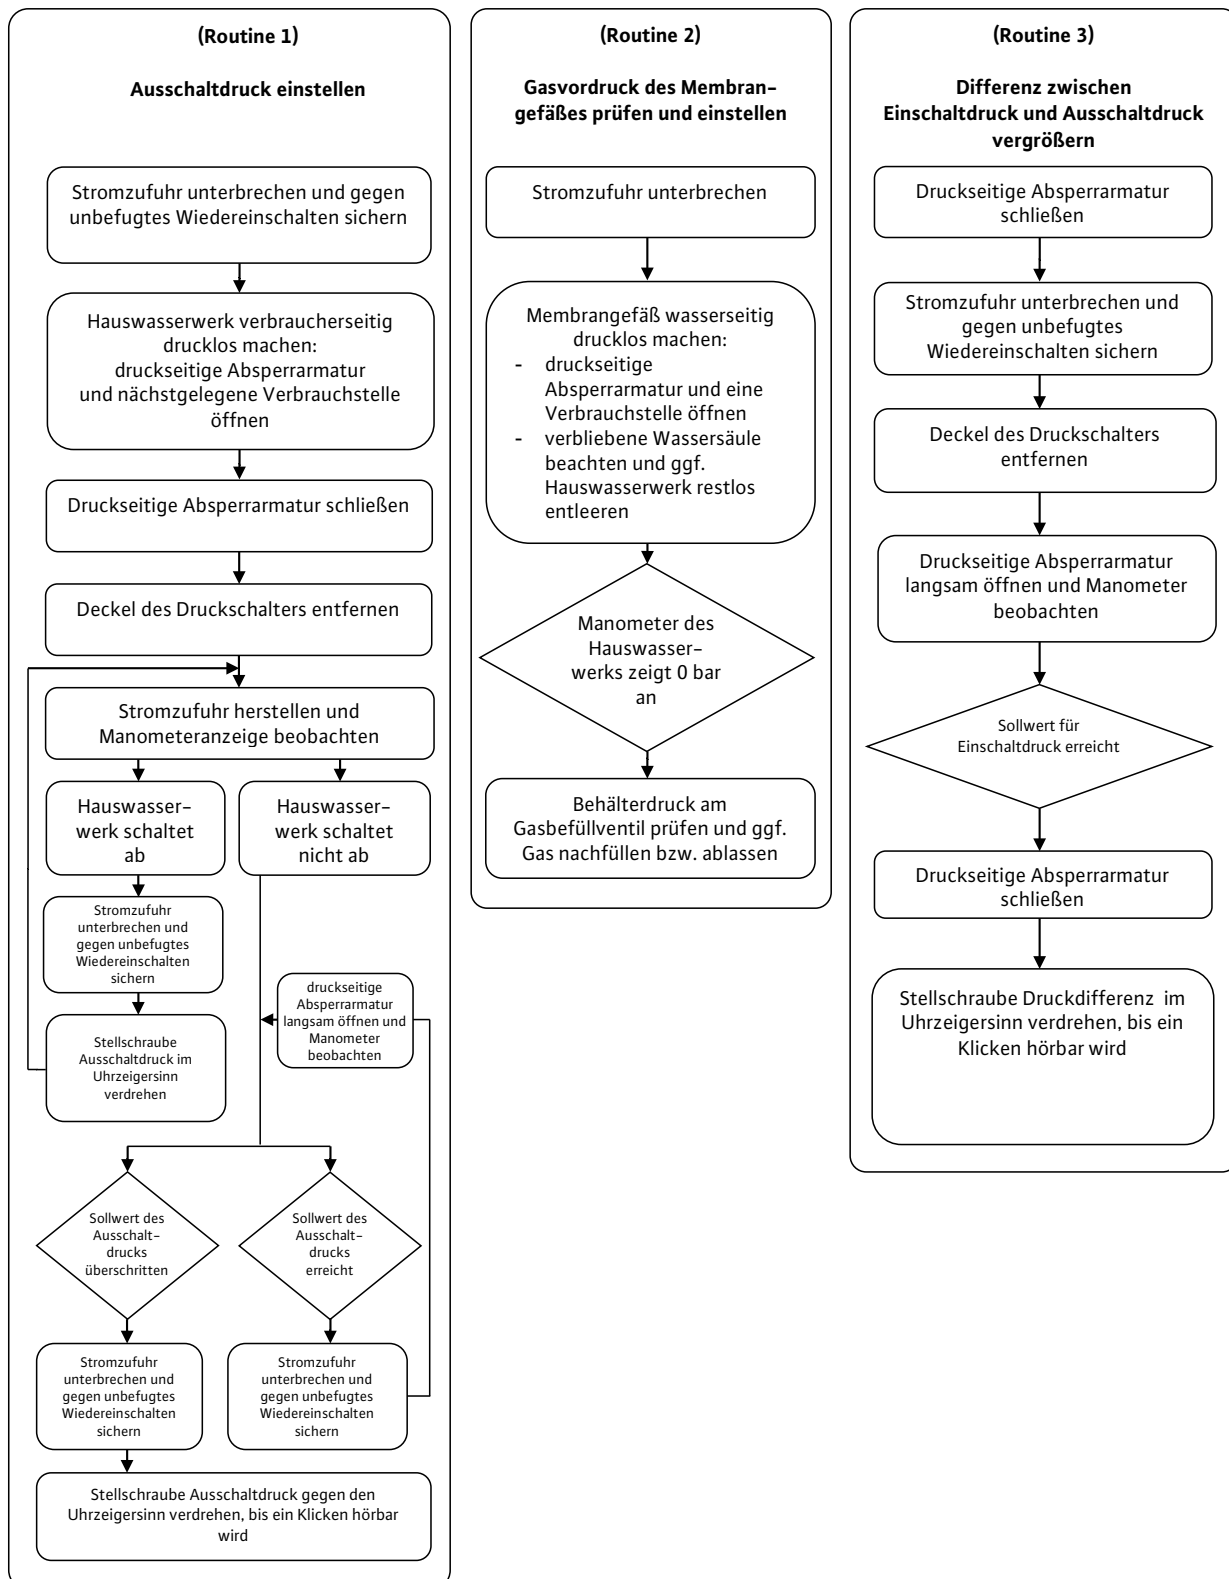 (Routine 1)
Ausschaltdruck einstellen
Stromzufuhr unterbrechen und gegen
unbefugtes Wiedereinschalten sichern
Hauswasserwerk verbraucherseitig
drucklos machen:
druckseitige Absperrarmatur
und nächstgelegene Verbrauchstelle
öffnen
Druckseitige Absperrarmatur schließen
Deckel des Druckschalters entfernen
Stromzufuhr herstellen und
Manometeranzeige beobachten
Hauswasser-
werk schaltet
ab
Hauswasser-
werk schaltet
nicht ab
Stromzufuhr
unterbrechen und
gegen unbefugtes
Wiedereinschalten
sichern
druckseitige
Absperrarmatur
langsam öffnen und
Manometer
beobachten
Stellschraube
Ausschaltdruck im
Uhrzeigersinn
verdrehen
Sollwert des
Ausschalt-
drucks
überschritten
Sollwert des
Ausschalt-
drucks
erreicht
Stromzufuhr
unterbrechen und
gegen unbefugtes
Wiedereinschalten
sichern
Stromzufuhr
unterbrechen und
gegen unbefugtes
Wiedereinschalten
sichern
Stellschraube Ausschaltdruck gegen den
Uhrzeigersinn verdrehen, bis ein Klicken hörbar
wird
(Routine 2)
Gasvordruck des Membran-
gefäßes prüfen und einstellen
Stromzufuhr unterbrechen
Membrangefäß wasserseitig
drucklos machen:
- druckseitige
Absperrarmatur und eine
Verbrauchstelle öffnen
- verbliebene Wassersäule
beachten und ggf.
Hauswasserwerk restlos
entleeren
Manometer des
Hauswasser-
werks zeigt 0 bar
an
Behälterdruck am
Gasbefüllventil prüfen und ggf.
Gas nachfüllen bzw. ablassen
(Routine 3)
Differenz zwischen
Einschaltdruck und Ausschaltdruck
vergrößern
Druckseitige Absperrarmatur
schließen
Stromzufuhr unterbrechen und
gegen unbefugtes
Wiedereinschalten sichern
Deckel des Druckschalters
entfernen
Druckseitige Absperrarmatur
langsam öffnen und Manometer
beobachten
Sollwert für
Einschaltdruck erreicht
Druckseitige Absperrarmatur
schließen
Stellschraube Druckdifferenz im
Uhrzeigersinn verdrehen, bis ein
Klicken hörbar wird